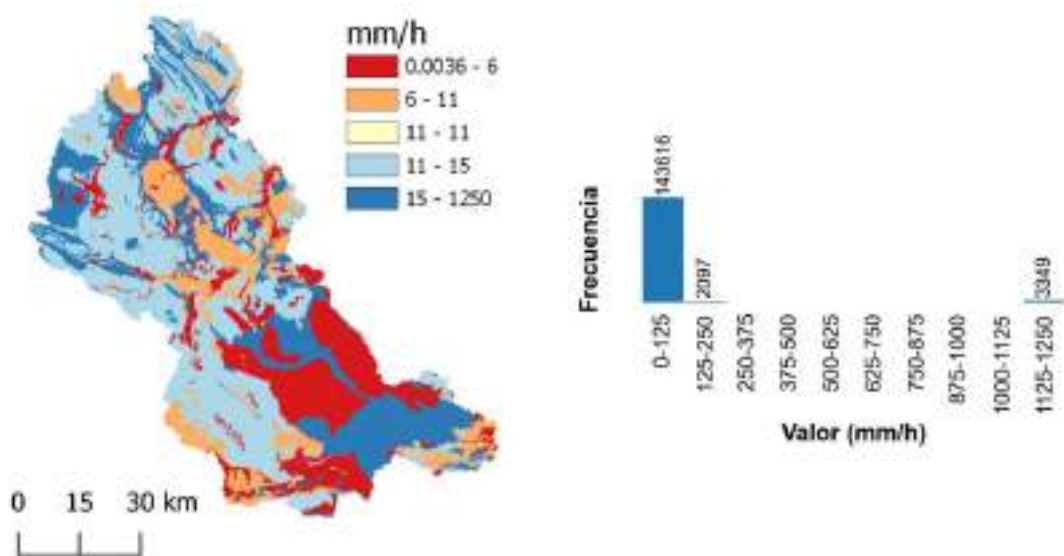 mm/h
0.0036 - 6
6 - 11
11 - 11
11 - 15
15 - 1250
0 15 30 km
Frecuencia
143616
2097
3349
0-125
125-250
250-375
375-500
500-625
625-750
750-875
875-1000
1000-1125
1125-1250
Valor (mm/h)